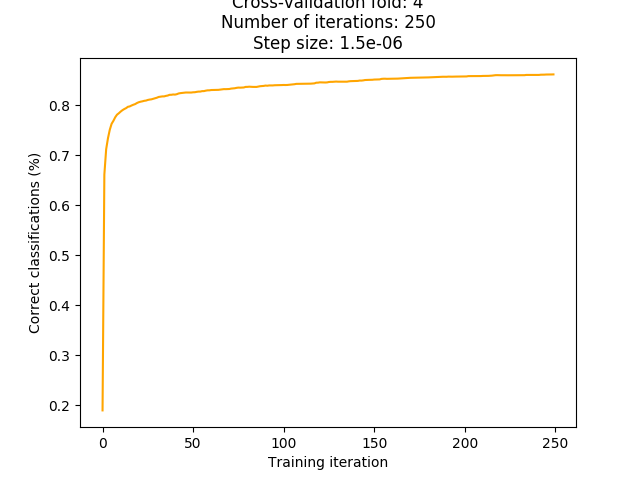 Cross-validation fold: 4
Number of iterations: 250
Step size: 1.5e-06
0.8
0.7
0.6
0.5
0.4
0.3
0.2
Correct classifications (%)
0 50 100 150 200 250
Training iteration